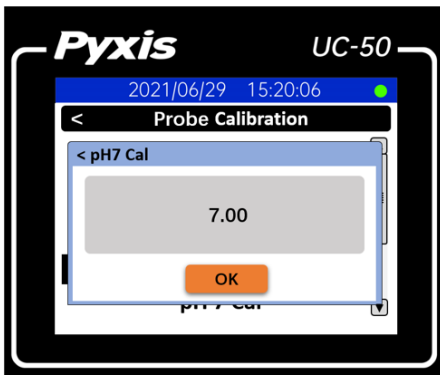 Pyxis UC-50
2021/06/29 15:20:06
< Probe Calibration
< pH7 Cal
7.00
OK
pH 7 Cal